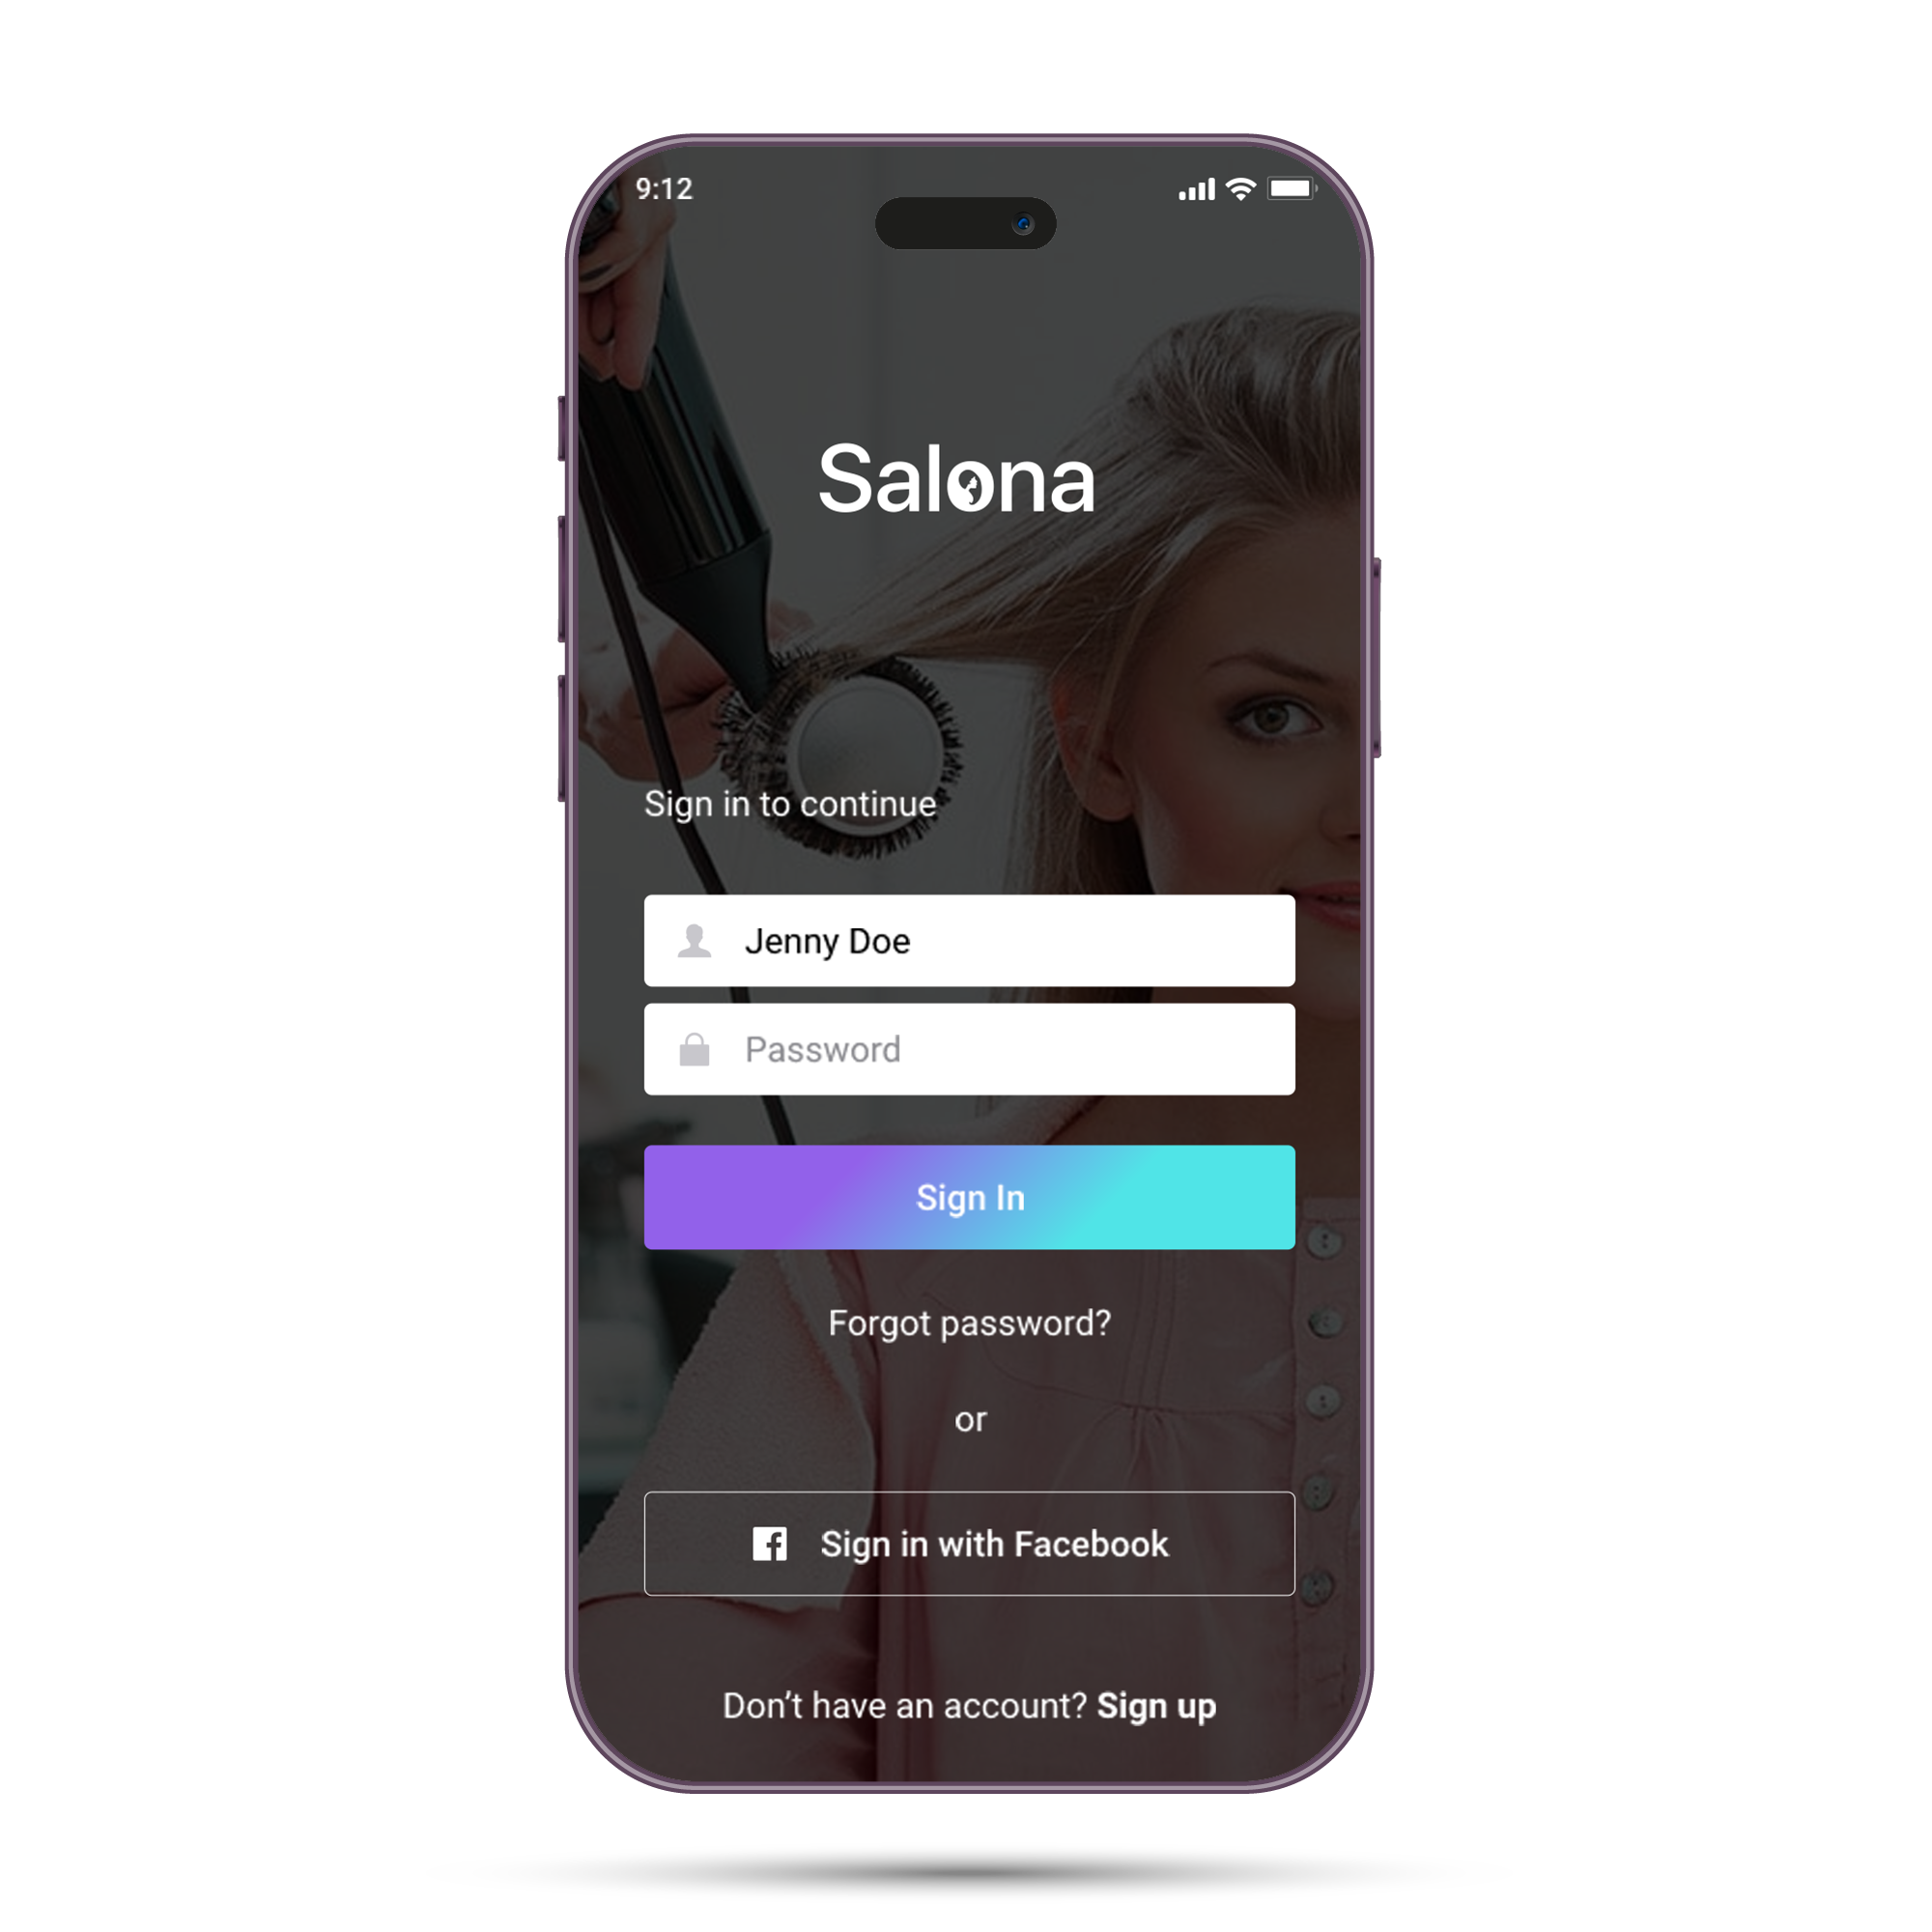 9:12
Salona
Sign in to continue
Jenny Doe
Password
Sign In
Forgot password?
or
Sign in with Facebook
Don’t have an account? Sign up